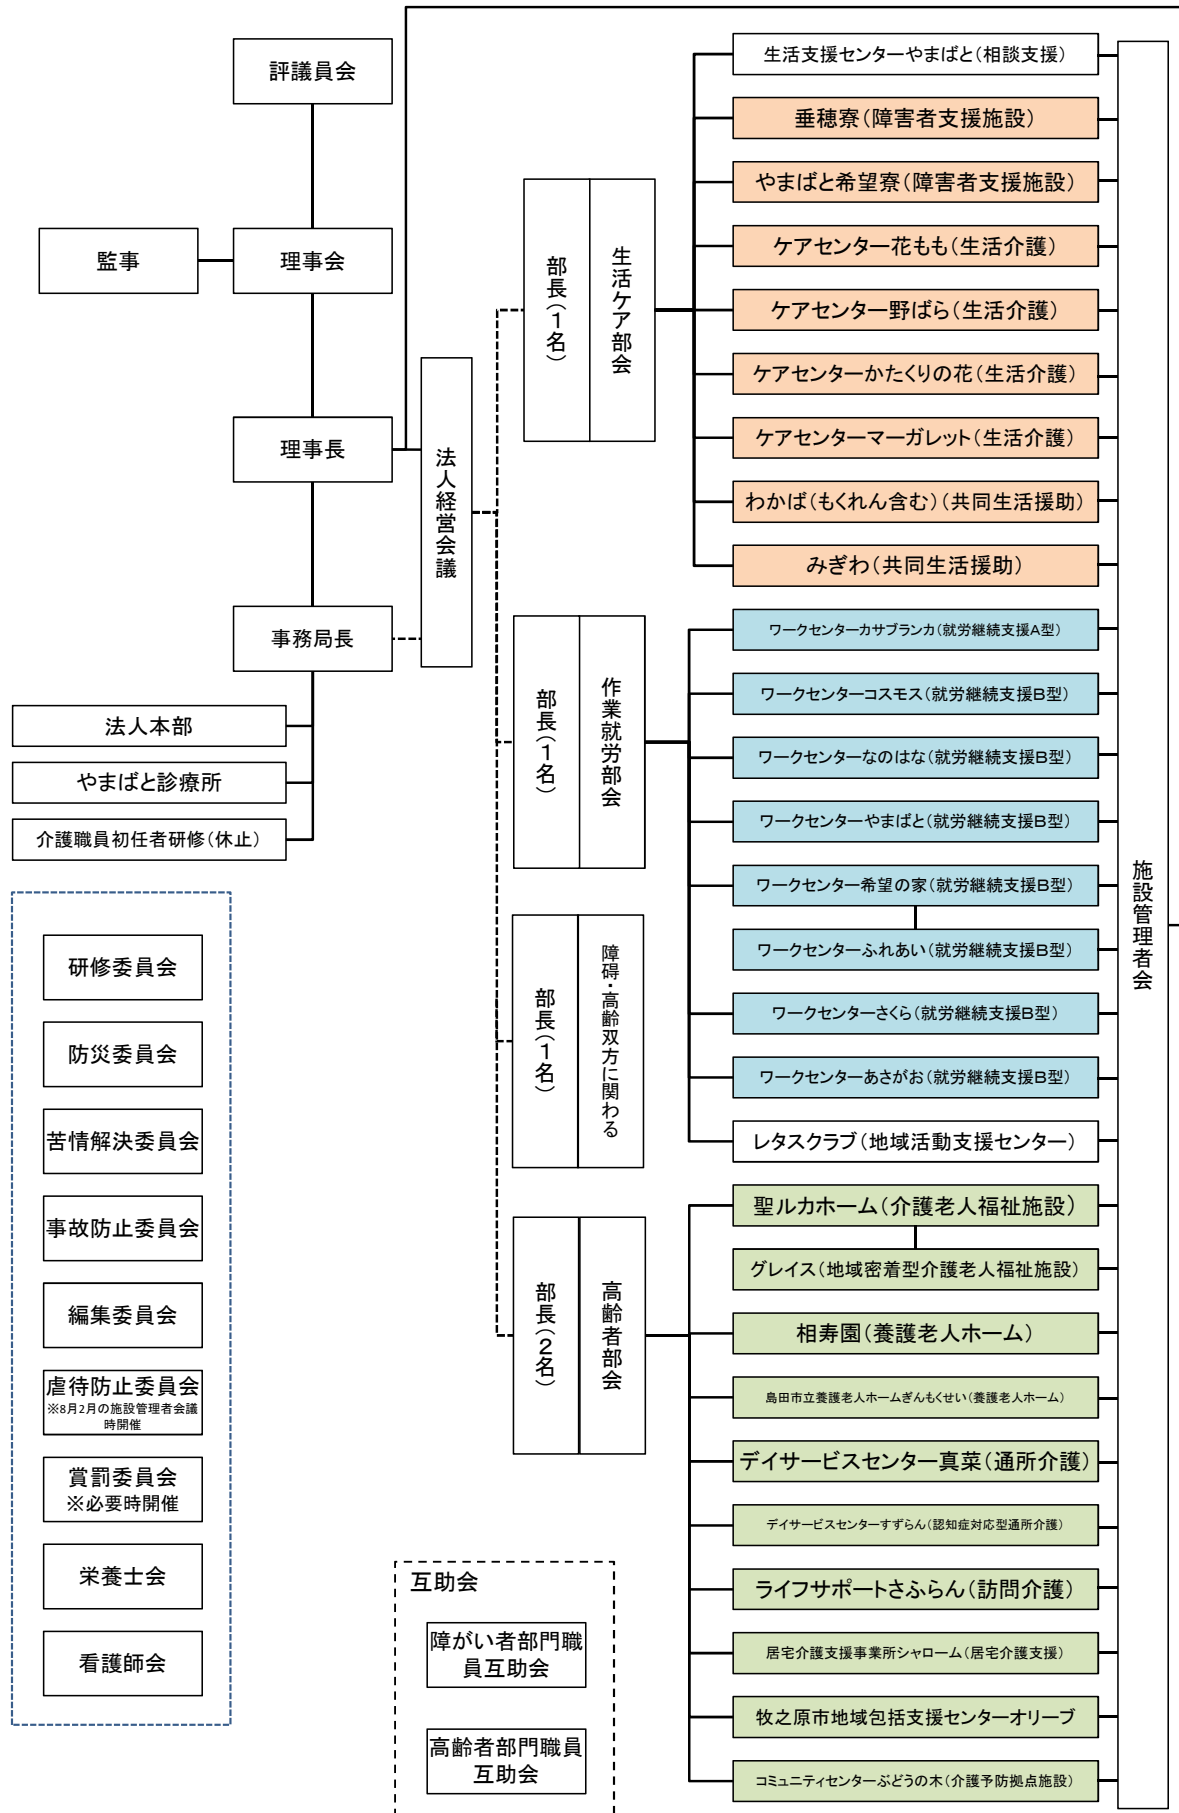 評議員会
監事
理事会
理事長
事務局長
法人本部
やまばと診療所
介護職員初任者研修(休止)
研修委員会
防災委員会
苦情解決委員会
事故防止委員会
編集委員会
虐待防止委員会
※8月2月の施設管理者会議
時開催
賞罰委員会
※必要時開催
栄養士会
看護師会
法人経営会議
部長(1名)
生活ケア部会
部長(1名)
作業就労部会
部長(1名)
障碍・高齢双方に関わる
部長(2名)
高齢者部会
互助会
障がい者部門職
員互助会
高齢者部門職員
互助会
生活支援センターやまばと(相談支援)
垂穂寮(障害者支援施設)
やまばと希望寮(障害者支援施設)
ケアセンター花もも(生活介護)
ケアセンター野ばら(生活介護)
ケアセンターかたくりの花(生活介護)
ケアセンターマーガレット(生活介護)
わかば(もくれん含む)(共同生活援助)
みぎわ(共同生活援助)
ワークセンターカサブランカ(就労継続支援A型)
ワークセンターコスモス(就労継続支援B型)
ワークセンターなのはな(就労継続支援B型)
ワークセンターやまばと(就労継続支援B型)
ワークセンター希望の家(就労継続支援B型)
ワークセンターふれあい(就労継続支援B型)
ワークセンターさくら(就労継続支援B型)
ワークセンターあさがお(就労継続支援B型)
レタスクラブ(地域活動支援センター)
聖ルカホーム(介護老人福祉施設)
グレイス(地域密着型介護老人福祉施設)
相寿園(養護老人ホーム)
島田市立養護老人ホームぎんもくせい(養護老人ホーム)
デイサービスセンター真菜(通所介護)
デイサービスセンターすずらん(認知症対応型通所介護)
ライフサポートさふらん(訪問介護)
居宅介護支援事業所シャローム(居宅介護支援)
牧之原市地域包括支援センターオリーブ
コミュニティセンターぶどうの木(介護予防拠点施設)
施設管理者会